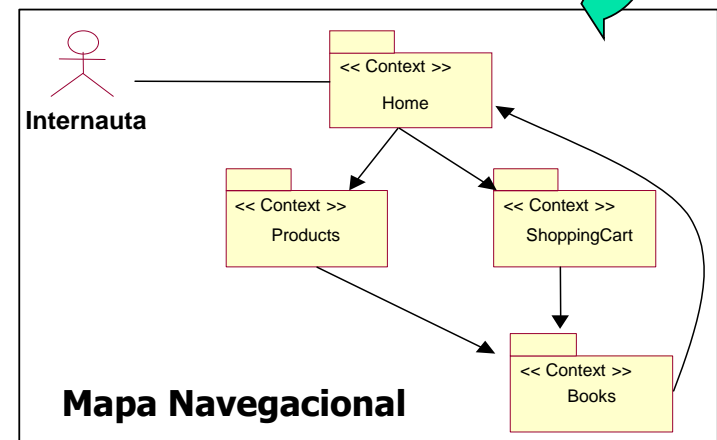 << Context >>
Home
Internauta
<< Context >>
Products
<< Context >>
ShoppingCart
<< Context >>
Books
Mapa Navegacional